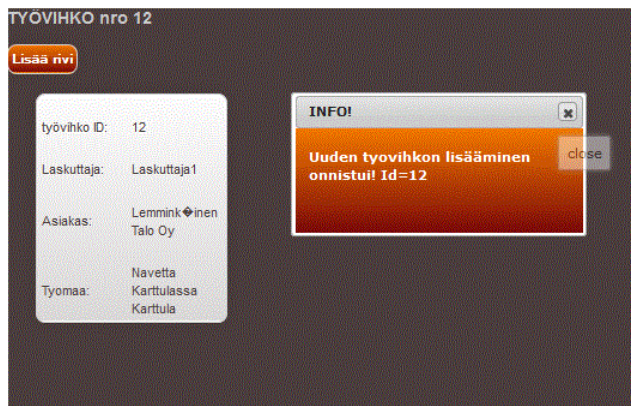 TYÖVIHKO nro 12
Lisää rivi
työvihko ID: 12
Laskuttaja: Laskuttaja1
Asiakas: Lemmink�inen
Talo Oy
Tyomaa: Navetta
Karttulassa
Karttula
INFO!
Uuden tyovihkon lisääminen
onnistui! Id=12
close